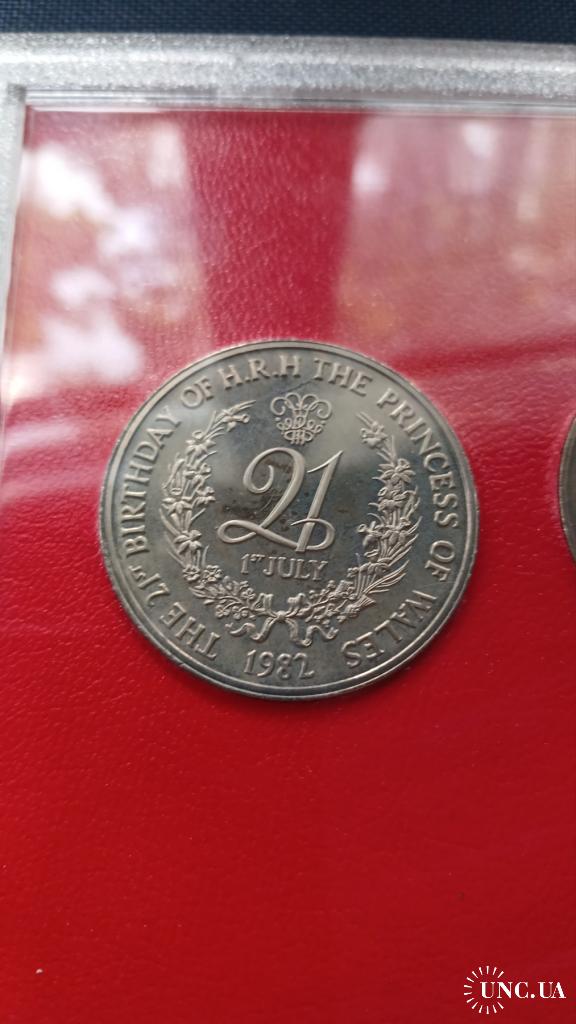 THE 21ST BIRTHDAY OF H.R.H THE PRINCESS OF WALES
21
1ST JULY
1982
UNC.UA